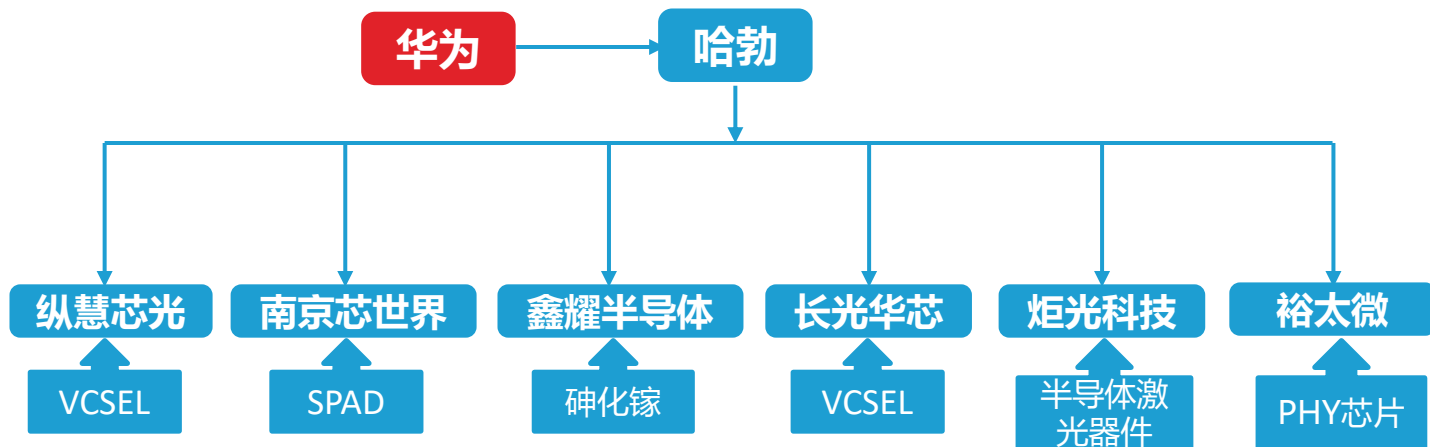 华为
哈勃
纵慧芯光
南京芯世界
鑫耀半导体
长光华芯
炬光科技
裕太微
VCSEL
SPAD
砷化镓
VCSEL
半导体激
光器件
PHY芯片